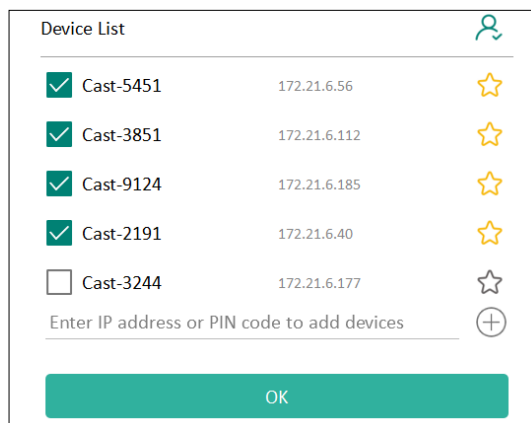 Device List
Cast-5451 172.21.6.56
Cast-3851 172.21.6.112
Cast-9124 172.21.6.185
Cast-2191 172.21.6.40
Cast-3244 172.21.6.177
Enter IP address or PIN code to add devices
OK